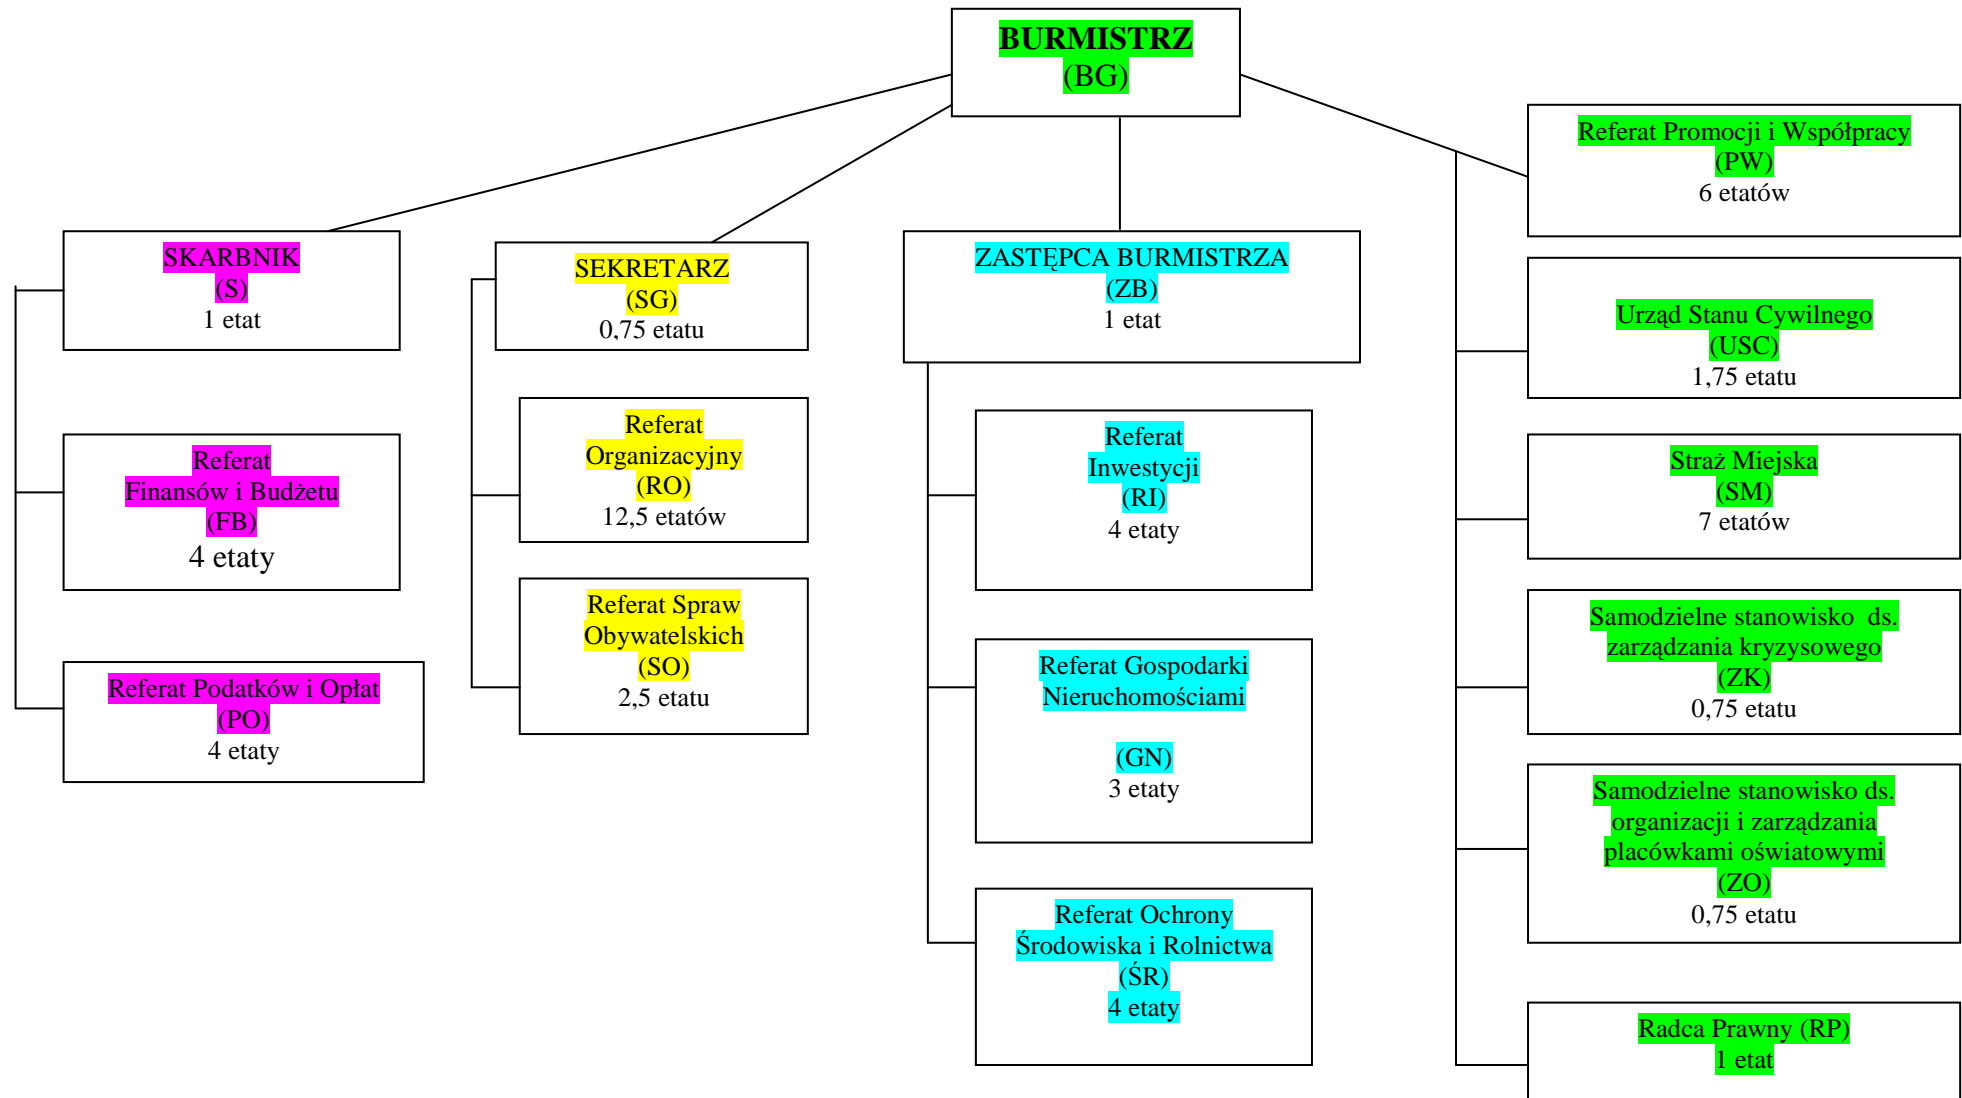 BURMISTRZ
(BG)
SKARBNIK
(S)
1 etat
Referat
Finansów i Budżetu
(FB)
4 etaty
Referat Podatków i Opłat
(PO)
4 etaty
SEKRETARZ
(SG)
0,75 etatu
Referat
Organizacyjny
(RO)
12,5 etatów
Referat Spraw
Obywatelskich
(SO)
2,5 etatu
ZASTĘPCA BURMISTRZA
(ZB)
1 etat
Referat
Inwestycji
(RI)
4 etaty
Referat Gospodarki
Nieruchomościami
(GN)
3 etaty
Referat Ochrony
Środowiska i Rolnictwa
(ŚR)
4 etaty
Referat Promocji i Współpracy
(PW)
6 etatów
Urząd Stanu Cywilnego
(USC)
1,75 etatu
Straż Miejska
(SM)
7 etatów
Samodzielne stanowisko  ds.
zarządzania kryzysowego
(ZK)
0,75 etatu
Samodzielne stanowisko ds.
organizacji i zarządzania
placówkami oświatowymi
(ZO)
0,75 etatu
Radca Prawny (RP)
1 etat